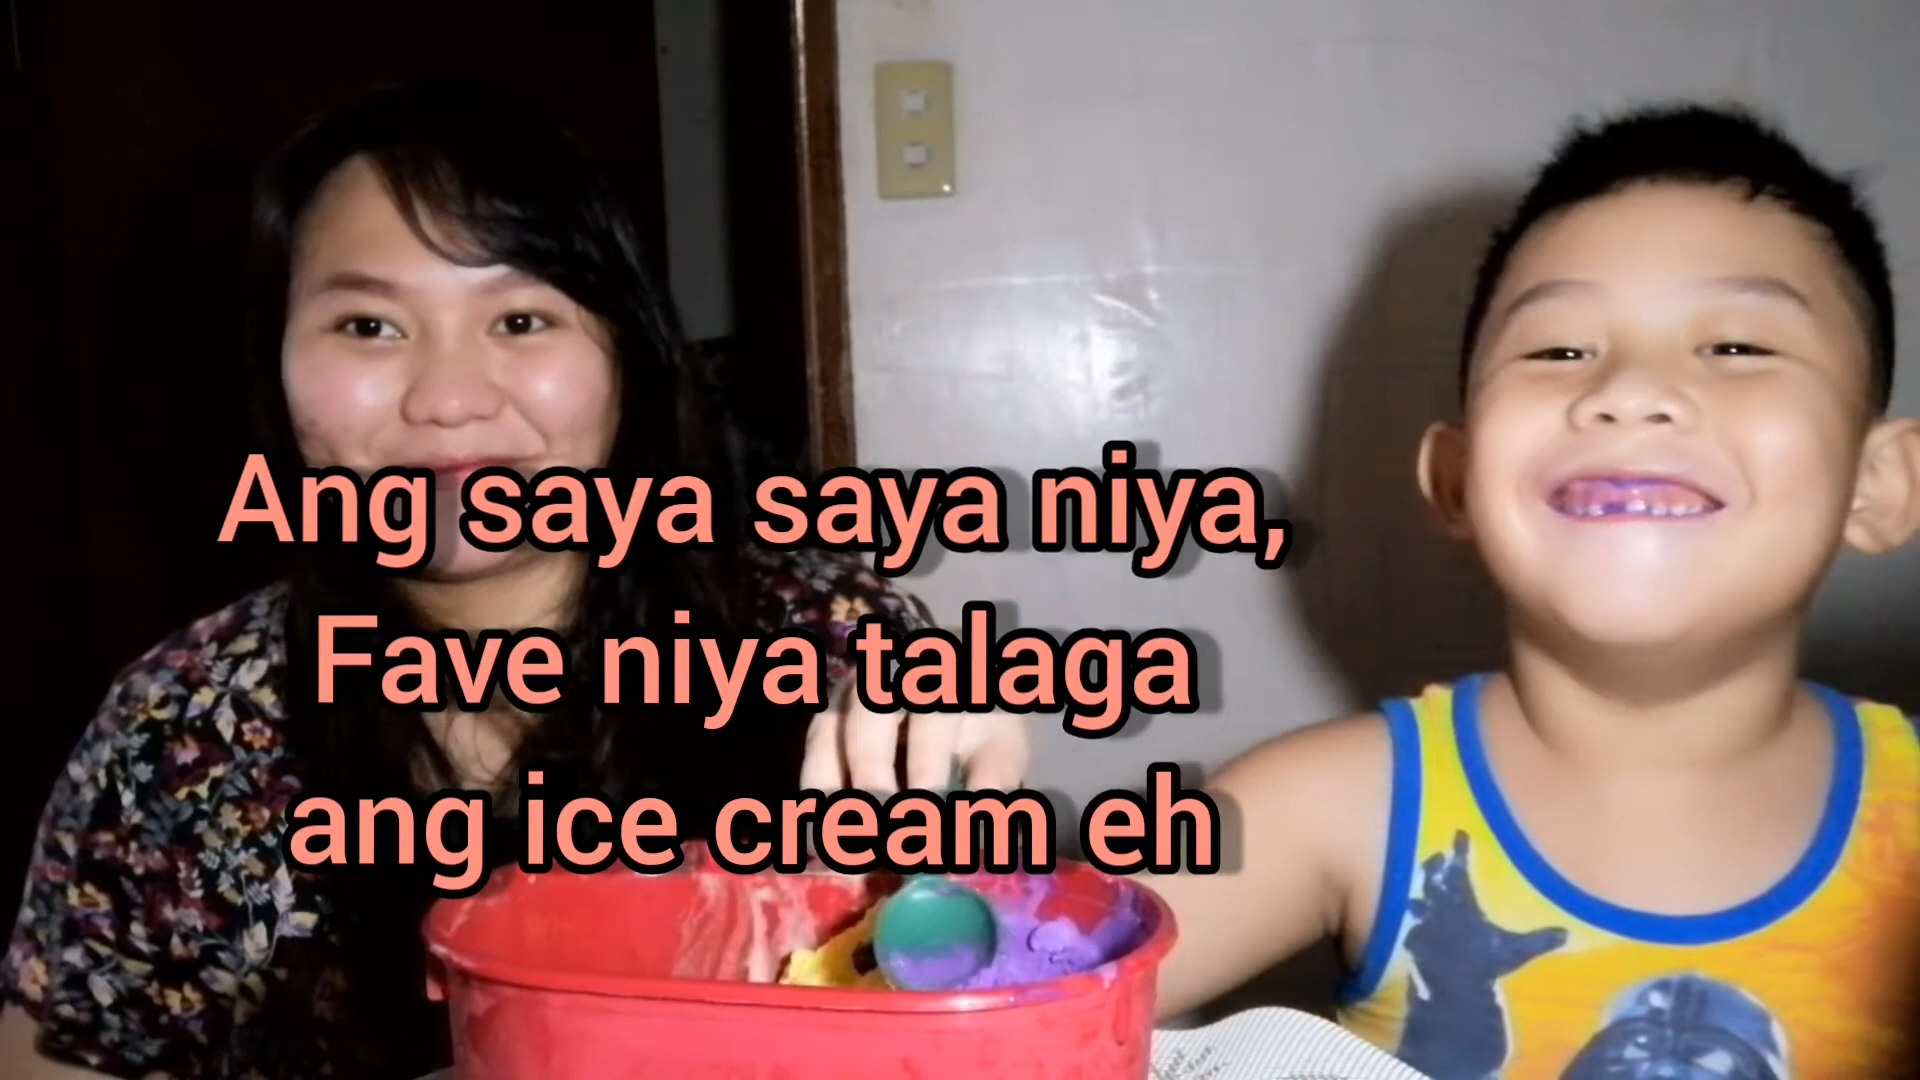 Ang saya saya niya,
Fave niya talaga
ang ice cream eh